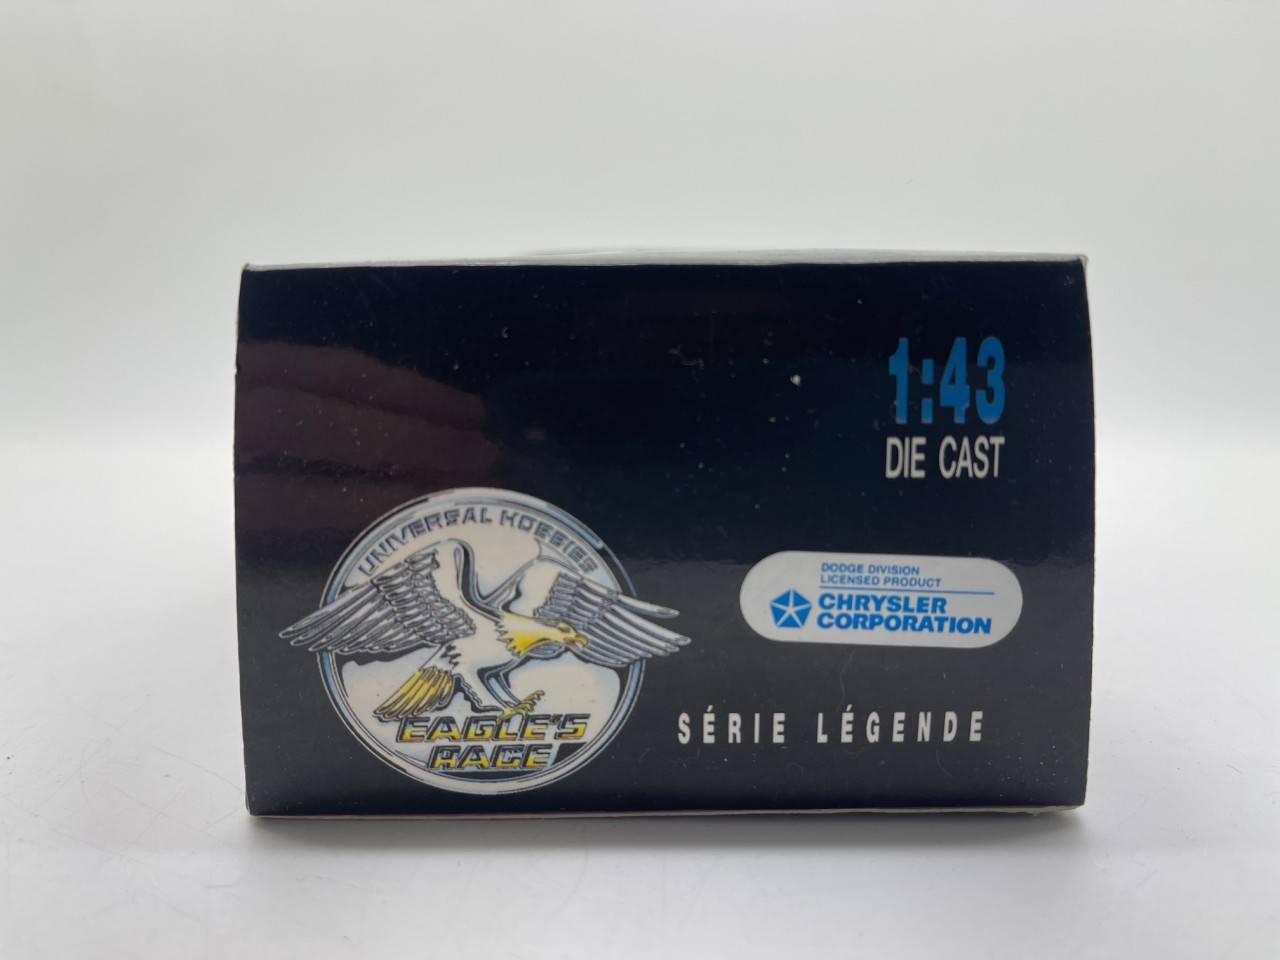 1:43
DIE CAST
UNIVERSAL HOBBIES
EAGLE'S
RACE
DODGE DIVISION
LICENSED PRODUCT
CHRYSLER
CORPORATION
SÉRIE LÉGENDE